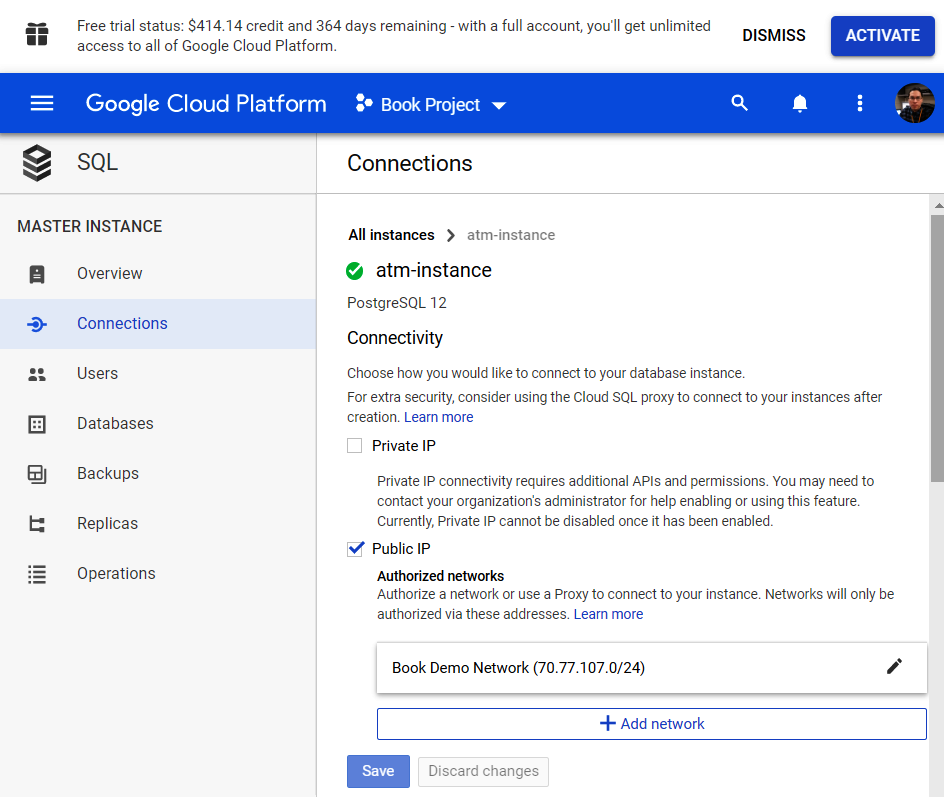 Free trial status: $414.14 credit and 364 days remaining - with a full account, you'll get unlimited
access to all of Google Cloud Platform.
DISMISS
ACTIVATE
Google Cloud Platform
Book Project
SQL
Connections
MASTER INSTANCE
Overview
Connections
Users
Databases
Backups
Replicas
Operations
All instances
atm-instance
atm-instance
PostgreSQL 12
Connectivity
Choose how you would like to connect to your database instance.
For extra security, consider using the Cloud SQL proxy to connect to your instances after
creation. Learn more
Private IP
Private IP connectivity requires additional APIs and permissions. You may need to
contact your organization's administrator for help enabling or using this feature.
Currently, Private IP cannot be disabled once it has been enabled.
Public IP
Authorized networks
Authorize a network or use a Proxy to connect to your instance. Networks will only be
authorized via these addresses. Learn more
Book Demo Network (70.77.107.0/24)
Add network
Save
Discard changes